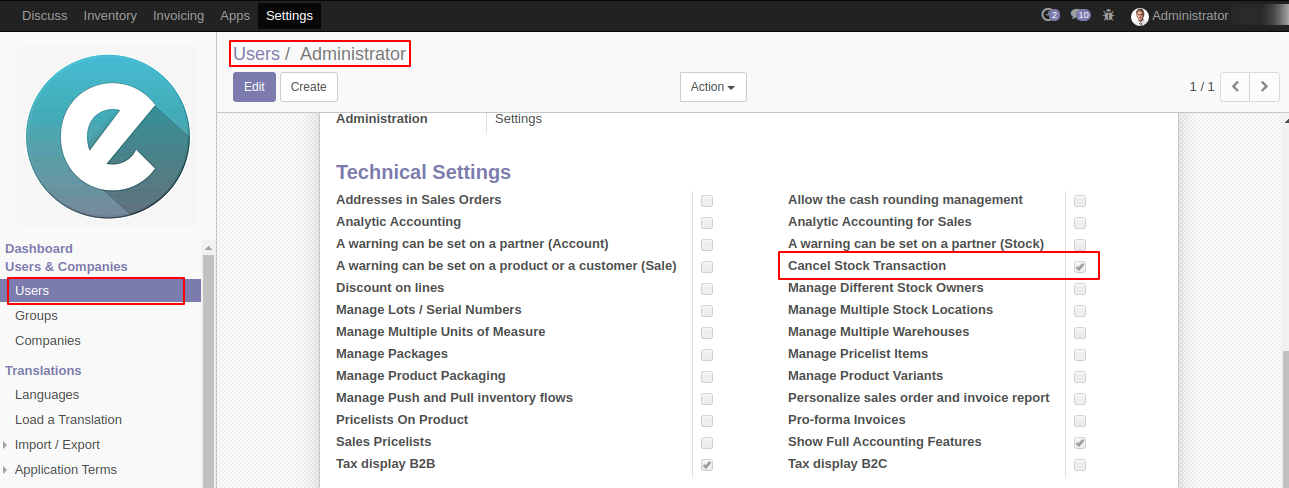 Discuss Inventory Invoicing Apps Settings 2 10 Administrator
Users / Administrator
Edit Create Action 1 / 1
Dashboard
Users & Companies
Users
Groups
Companies
Translations
Languages
Load a Translation
Import / Export
Application Terms
Administration Settings
Technical Settings
Addresses in Sales Orders Allow the cash rounding management
Analytic Accounting Analytic Accounting for Sales
A warning can be set on a partner (Account) A warning can be set on a partner (Stock)
A warning can be set on a product or a customer (Sale) Cancel Stock Transaction
Discount on lines Manage Different Stock Owners
Manage Lots / Serial Numbers Manage Multiple Stock Locations
Manage Multiple Units of Measure Manage Multiple Warehouses
Manage Packages Manage Pricelist Items
Manage Product Packaging Manage Product Variants
Manage Push and Pull inventory flows Personalize sales order and invoice report
Pricelists On Product Pro-forma Invoices
Sales Pricelists Show Full Accounting Features
Tax display B2B Tax display B2C